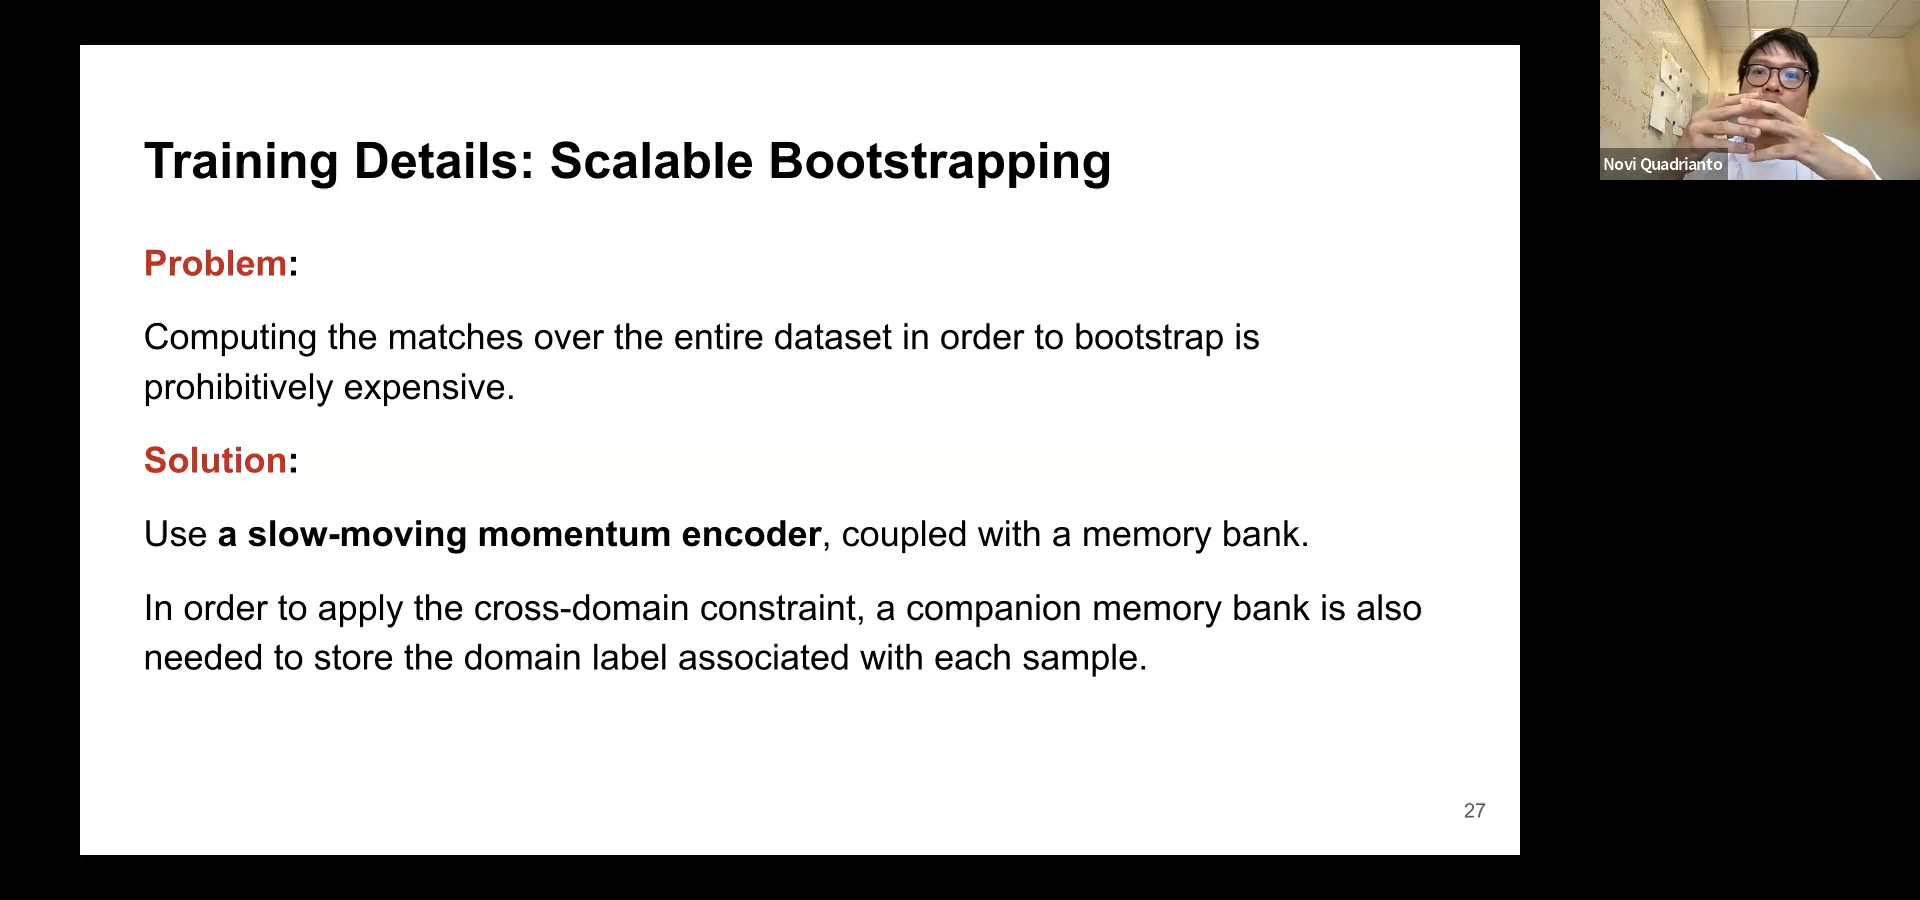 Training Details: Scalable Bootstrapping
Problem:
Computing the matches over the entire dataset in order to bootstrap is
prohibitively expensive.
Solution:
Use a slow-moving momentum encoder, coupled with a memory bank.
In order to apply the cross-domain constraint, a companion memory bank is also
needed to store the domain label associated with each sample.
27
Novi Quadrianto